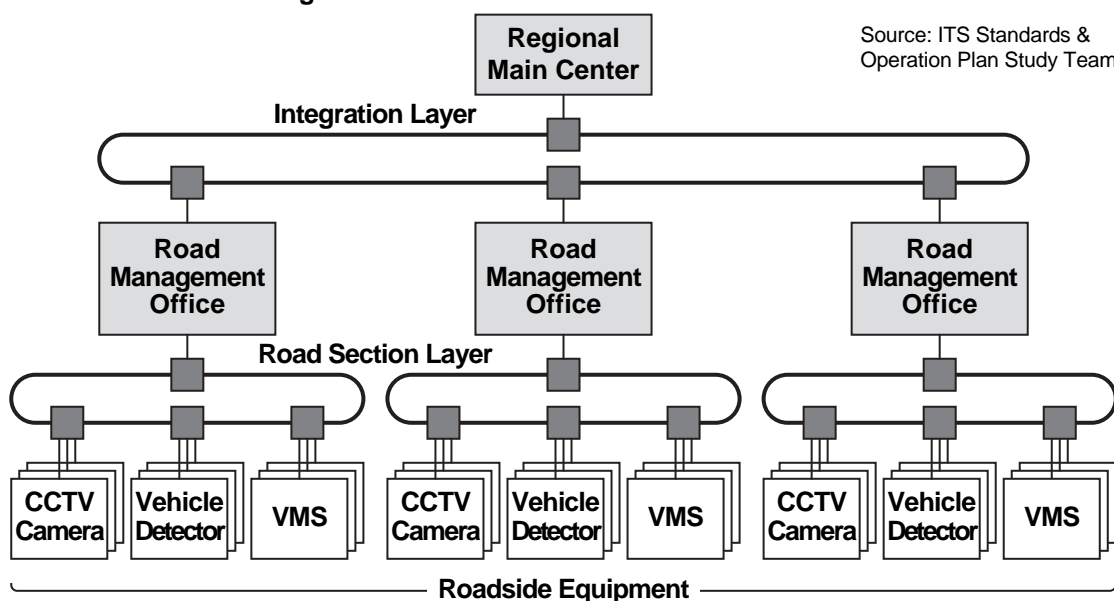 Regional
Main Center
Source: ITS Standards &
Operation Plan Study Team
Integration Layer
Road
Management
Office
Road
Management
Office
Road
Management
Office
Road Section Layer
CCTV
Camera
Vehicle
Detector
VMS
CCTV
Camera
Vehicle
Detector
VMS
CCTV
Camera
Vehicle
Detector
VMS
Roadside Equipment